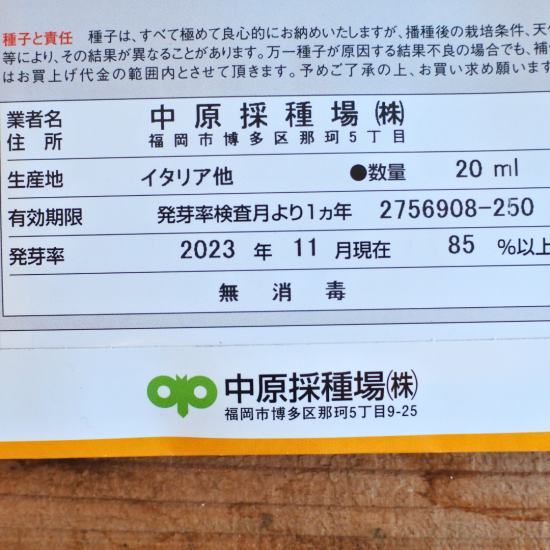 種子と責任 種子は、すべて極めて良心的にお納めいたしますが、播種後の栽培条件、天
等により、その結果が異なることがあります。万一種子が原因する結果不良の場合でも、補
はお買上げ代金の範囲内とさせて頂きます。予めご了承の上、お買い求め願います
業者名 中原採種場㈱
住所 福岡市博多区那珂5丁目
生産地 イタリア他 ●数量 20 ml
有効期限 発芽率検査月より1ヵ年 2756908-250
発芽率 2023 年 11 月現在 85 %以上
無消毒
中原採種場㈱
福岡市博多区那珂5丁目9-25